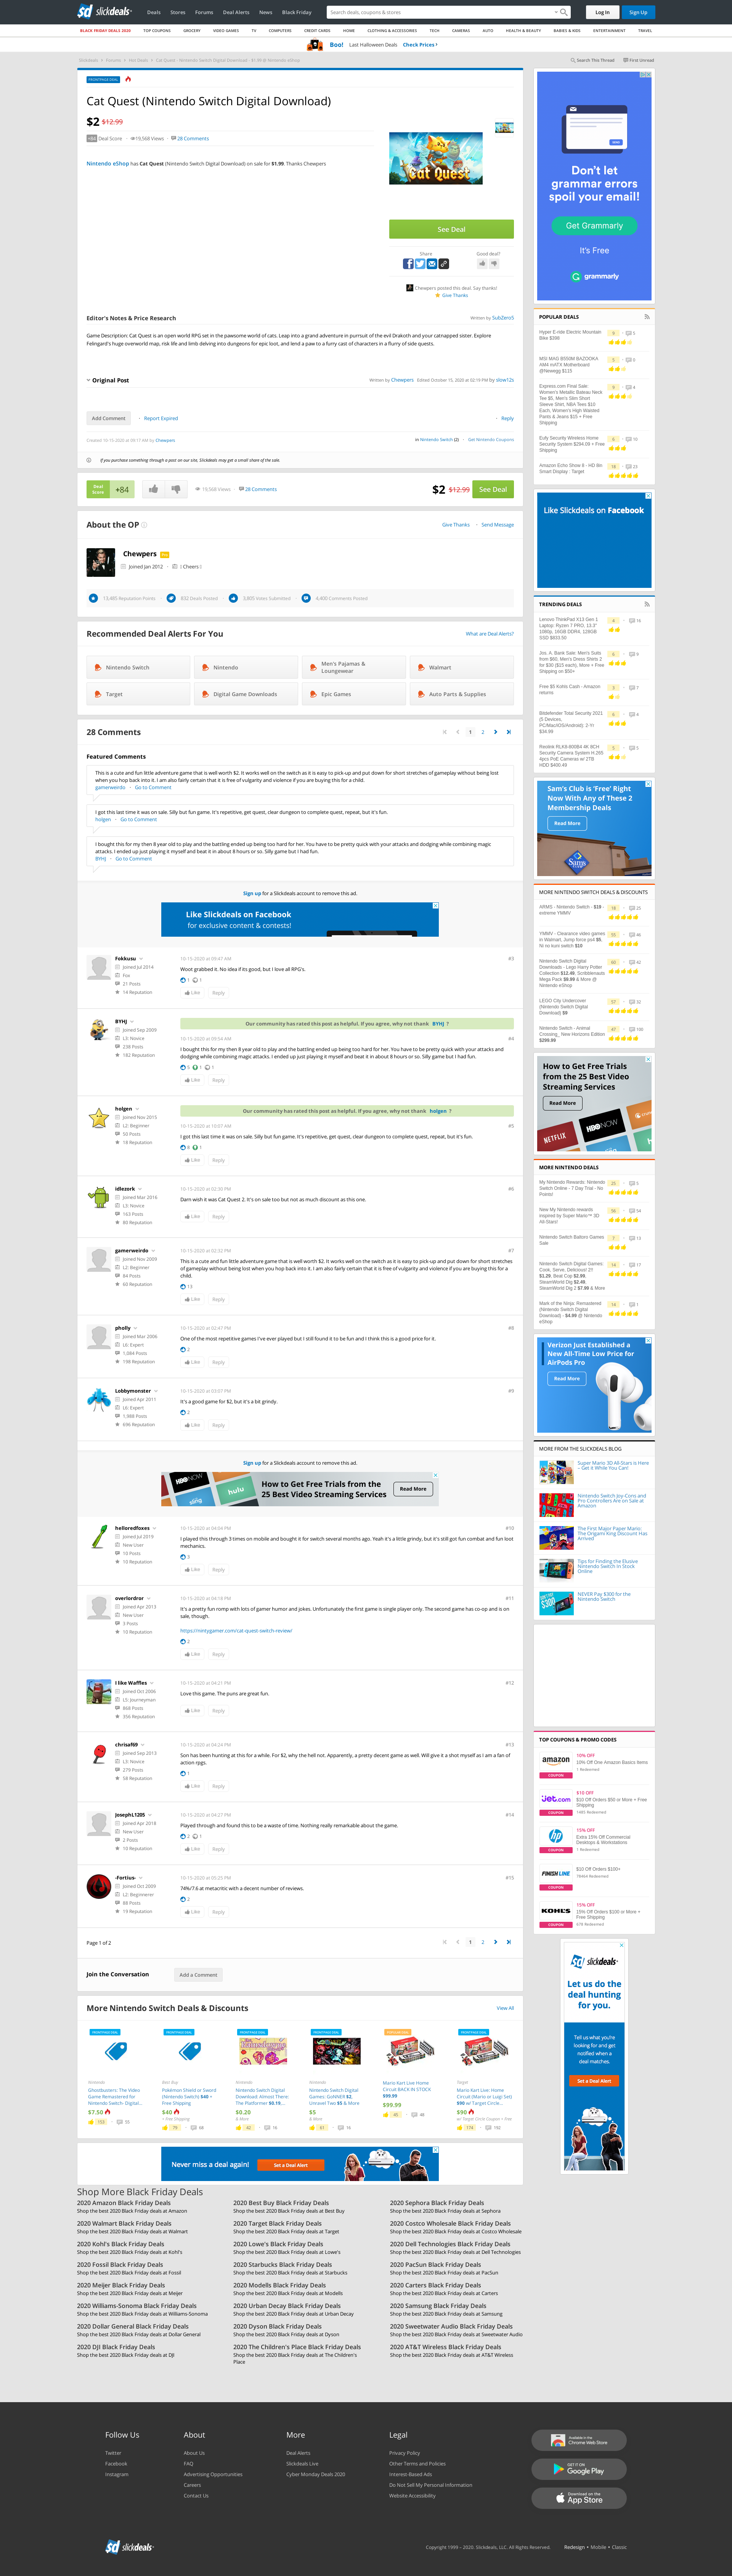 slickdeals
Deals
Stores
Forums
Deal Alerts
News
Black Friday
Search deals, coupons & stores
Log In
Sign Up
BLACK FRIDAY DEALS 2020
TOP COUPONS
GROCERY
VIDEO GAMES
TV
COMPUTERS
CREDIT CARDS
HOME
CLOTHING & ACCESSORIES
TECH
CAMERAS
AUTO
HEALTH & BEAUTY
BABIES & KIDS
ENTERTAINMENT
TRAVEL
Boo! Last Halloween Deals Check Prices
Search This Thread
First Unread
FRONTPAGE DEAL
Cat Quest (Nintendo Switch Digital Download)
$2 $12.99
+84 Deal Score
19,568 Views
28 Comments
Nintendo eShop has Cat Quest (Nintendo Switch Digital Download) on sale for $1.99. Thanks Chewpers
See Deal
Share
Good deal?
Chewpers posted this deal. Say thanks!
Give Thanks
Editor's Notes & Price Research
Written by SubZero5
Game Description: Cat Quest is an open world RPG set in the pawsome world of cats. Leap into a grand adventure in purrsuit of the evil Drakoth and your catnapped sister. Explore
Felingard's huge overworld map, risk life and limb delving into dungeons for epic loot, and lend a paw to a furry cast of characters in a flurry of side quests.
Original Post
Written by Chewpers Edited October 15, 2020 at 02:19 PM by slow12s
Add Comment
Report Expired
Reply
Created 10-15-2020 at 09:11 AM by Chewpers
in Nintendo Switch (2)
Get Nintendo Coupons
If you purchase something through a post on our site, Slickdeals may get a small share of the sale.
Deal Score +84
19,568 Views
28 Comments
$2 $12.99 See Deal
About the OP
Give Thanks
Send Message
Chewpers
Joined Jan 2012
( Cheers )
13,485 Reputation Points
932 Deals Posted
3,805 Votes Submitted
4,400 Comments Posted
Recommended Deal Alerts For You
What are Deal Alerts?
Nintendo Switch
Nintendo
Men's Pajamas & Loungewear
Walmart
Target
Digital Game Downloads
Epic Games
Auto Parts & Supplies
28 Comments
1 2
Featured Comments
This is a cute and fun little adventure game that is well worth $2. It works well on the switch as it is easy to pick-up and put down for short stretches of gameplay without being lost
when you hop back into it. I am also fairly certain that it is free of vulgarity and obscenities if you are buying this for a child.
gamerweirdo Go to Comment
I got this last time it was on sale. Silly but fun game. It's repetitive, get quest, clear dungeon to complete quest, repeat, but it's fun.
holgen Go to Comment
I bought this for my then 8 year old to play and the battling ended up being too hard for her. You have to be pretty quick with your attacks and dodging while combining magic
attacks. I ended up just playing it myself and beat it in about 8 hours or so. Silly game but I had fun.
BYHJ Go to Comment
Sign up for a Slickdeals account to remove this ad.
Like Slickdeals on Facebook
for exclusive content & contests!
Fokkusu
Joined Jul 2014
Fox
21 Posts
14 Reputation
10-15-2020 at 09:47 AM
#3
Woot grabbed it. No idea if its good, but I love all RPG's.
1 1
Like Reply
BYHJ
Joined Sep 2009
L3: Novice
238 Posts
182 Reputation
Our community has rated this post as helpful. If you agree, why not thank BYHJ ?
10-15-2020 at 09:54 AM
#4
I bought this for my then 8 year old to play and the battling ended up being too hard for her. You have to be pretty quick with your attacks and
dodging while combining magic attacks. I ended up just playing it myself and beat it in about 8 hours or so. Silly game but I had fun.
5 1 1
Like Reply
holgen
Joined Nov 2015
L2: Beginner
50 Posts
18 Reputation
Our community has rated this post as helpful. If you agree, why not thank holgen ?
10-15-2020 at 10:07 AM
#5
I got this last time it was on sale. Silly but fun game. It's repetitive, get quest, clear dungeon to complete quest, repeat, but it's fun.
8 1
Like Reply
idlezork
Joined Mar 2016
L3: Novice
163 Posts
80 Reputation
10-15-2020 at 02:30 PM
#6
Darn wish it was Cat Quest 2. It's on sale too but not as much discount as this one.
Like Reply
gamerweirdo
Joined Nov 2009
L2: Beginner
84 Posts
60 Reputation
10-15-2020 at 02:32 PM
#7
This is a cute and fun little adventure game that is well worth $2. It works well on the switch as it is easy to pick-up and put down for short stretches
of gameplay without being lost when you hop back into it. I am also fairly certain that it is free of vulgarity and obscenities if you are buying this for a
child.
13
Like Reply
pholly
Joined Mar 2006
L6: Expert
1,084 Posts
198 Reputation
10-15-2020 at 02:47 PM
#8
One of the most repetitive games I've ever played but I still found it to be fun and I think this is a good price for it.
2
Like Reply
Lobbymonster
Joined Apr 2011
L6: Expert
1,388 Posts
696 Reputation
10-15-2020 at 03:07 PM
#9
It's a good game for $2, but it's a bit grindy.
2
Like Reply
Sign up for a Slickdeals account to remove this ad.
How to Get Free Trials from the
25 Best Video Streaming Services
Read More
helloredfoxes
Joined Jul 2019
New User
10 Posts
10 Reputation
10-15-2020 at 04:04 PM
#10
I played this through 3 times on mobile and bought it for switch several months ago. Yeah it's a little grindy, but it's still got fun combat and fun loot
mechanics.
3
Like Reply
overlordror
Joined Apr 2013
New User
3 Posts
10 Reputation
10-15-2020 at 04:18 PM
#11
It's a pretty fun romp with lots of gamer humor and jokes. Unfortunately the first game is single player only. The second game has co-op and is on
sale, though.
https://nintygamer.com/cat-quest-switch-review/
2
Like Reply
I like Waffles
Joined Oct 2006
L5: Journeyman
868 Posts
356 Reputation
10-15-2020 at 04:21 PM
#12
Love this game. The puns are great fun.
Like Reply
chrisaf69
Joined Sep 2013
L3: Novice
279 Posts
58 Reputation
10-15-2020 at 04:24 PM
#13
Son has been hunting at this for a while. For $2, why the hell not. Apparently, a pretty decent game as well. Will give it a shot myself as I am a fan of
action rpgs.
1
Like Reply
JosephL1205
Joined Apr 2018
New User
2 Posts
10 Reputation
10-15-2020 at 04:27 PM
#14
Played through and found this to be a waste of time. Nothing really remarkable about the game.
2 1
Like Reply
-Fortius-
Joined Oct 2009
L2: Beginnerer
88 Posts
19 Reputation
10-15-2020 at 05:25 PM
#15
74%/7.6 at metacritic with a decent number of reviews.
2
Like Reply
Page 1 of 2
1 2
Join the Conversation
Add a Comment
More Nintendo Switch Deals & Discounts
View All
Nintendo
Ghostbusters: The Video
Game Remastered for
Nintendo Switch- Digital...
$7.50
Best Buy
Pokémon Shield or Sword
(Nintendo Switch) $40 +
Free Shipping
$40
+ Free Shipping
Nintendo
Nintendo Switch Digital
Download: Almost There:
The Platformer $0.19...
$0.20
& More
Nintendo
Nintendo Switch Digital
Games: GoNNER $2,
Unravel Two $5 & More
$5
& More
Mario Kart Live Home
Circuit BACK IN STOCK
$99.99
$99.99
Target
Mario Kart Live: Home
Circuit (Mario or Luigi Set)
$90 w/ Target Circle...
$90
Never miss a deal again!
Set a Deal Alert
Shop More Black Friday Deals
2020 Amazon Black Friday Deals
Shop the best 2020 Black Friday deals at Amazon
2020 Best Buy Black Friday Deals
Shop the best 2020 Black Friday deals at Best Buy
2020 Sephora Black Friday Deals
Shop the best 2020 Black Friday deals at Sephora
2020 Walmart Black Friday Deals
Shop the best 2020 Black Friday deals at Walmart
2020 Target Black Friday Deals
Shop the best 2020 Black Friday deals at Target
2020 Costco Wholesale Black Friday Deals
Shop the best 2020 Black Friday deals at Costco Wholesale
2020 Kohl's Black Friday Deals
Shop the best 2020 Black Friday deals at Kohl's
2020 Lowe's Black Friday Deals
Shop the best 2020 Black Friday deals at Lowe's
2020 Dell Technologies Black Friday Deals
Shop the best 2020 Black Friday deals at Dell Technologies
2020 Fossil Black Friday Deals
Shop the best 2020 Black Friday deals at Fossil
2020 Starbucks Black Friday Deals
Shop the best 2020 Black Friday deals at Starbucks
2020 PacSun Black Friday Deals
Shop the best 2020 Black Friday deals at PacSun
2020 Meijer Black Friday Deals
Shop the best 2020 Black Friday deals at Meijer
2020 Modells Black Friday Deals
Shop the best 2020 Black Friday deals at Modells
2020 Carters Black Friday Deals
Shop the best 2020 Black Friday deals at Carters
2020 Williams-Sonoma Black Friday Deals
Shop the best 2020 Black Friday deals at Williams-Sonoma
2020 Urban Decay Black Friday Deals
Shop the best 2020 Black Friday deals at Urban Decay
2020 Samsung Black Friday Deals
Shop the best 2020 Black Friday deals at Samsung
2020 Dollar General Black Friday Deals
Shop the best 2020 Black Friday deals at Dollar General
2020 Dyson Black Friday Deals
Shop the best 2020 Black Friday deals at Dyson
2020 Sweetwater Audio Black Friday Deals
Shop the best 2020 Black Friday deals at Sweetwater Audio
2020 DJI Black Friday Deals
Shop the best 2020 Black Friday deals at DJI
2020 The Children's Place Black Friday Deals
Shop the best 2020 Black Friday deals at The Children's
Place
2020 AT&T Wireless Black Friday Deals
Shop the best 2020 Black Friday deals at AT&T Wireless
Don't let
grammar errors
spoil your email!
Get Grammarly
It's Free
grammarly
POPULAR DEALS
Hyper E-ride Electric Mountain
Bike $398
MSI MAG B550M BAZOOKA
AM4 mATX Motherboard
@Newegg $115
Express.com Final Sale:
Women's Metallic Bateau Neck
Tee $5, Men's Slim Short
Sleeve Shirt, NBA Tees $10
Each, Women's High Waisted
Pants & Jeans $15 + Free
Shipping
Eufy Security Wireless Home
Security System $294.09 + Free
Shipping
Amazon Echo Show 8 - HD 8in
Smart Display : Target
Like Slickdeals on Facebook
TRENDING DEALS
Lenovo ThinkPad X13 Gen 1
Laptop: Ryzen 7 PRO, 13.3"
1080p, 16GB DDR4, 128GB
SSD $833.50
Jos. A. Bank Sale: Men's Suits
from $60, Men's Dress Shirts 2
for $30 ($15 each), More + Free
Shipping on $50+
Free $5 Kohls Cash - Amazon
returns
Bitdefender Total Security 2021
(5 Devices,
PC/Mac/iOS/Android): 2-Yr
$34.99
Reolink RLK8-800B4 4K 8CH
Security Camera System H.265
4pcs PoE Cameras w/ 2TB
HDD $400.49
Sam's Club is 'Free' Right
Now With Any of These 2
Membership Deals
Read More
MORE NINTENDO SWITCH DEALS & DISCOUNTS
ARMS - Nintendo Switch - $19 -
extreme YMMV
YMMV - Clearance video games
in Walmart, Jump force ps4 $5,
Ni no kuni switch $10
Nintendo Switch Digital
Downloads - Lego Harry Potter
Collection $12.49, Scribblenauts
Mega Pack $9.99 & More @
Nintendo eShop
LEGO City Undercover
(Nintendo Switch Digital
Download) $8
Nintendo Switch - Animal
Crossing_ New Horizons Edition
$299.99
How to Get Free Trials
from the 25 Best Video
Streaming Services
Read More
NETFLIX
HBO NOW
hulu
MORE NINTENDO DEALS
My Nintendo Rewards: Nintendo
Switch Online - 7 Day Trial - No
Points!
New My Nintendo rewards
inspired by Super Mario™ 3D
All-Stars!
Nintendo Switch Baltoro Games
Sale
Nintendo Switch Digital Games:
Cook, Serve, Delicious! 2!!
$1.29, Beat Cop $2.99,
SteamWorld Dig $2.49,
SteamWorld Dig 2 $7.99 & More
Mark of the Ninja: Remastered
(Nintendo Switch Digital
Download) - $4.99 @ Nintendo
eShop
Verizon Just Established a
New All-Time Low Price for
AirPods Pro
Read More
MORE FROM THE SLICKDEALS BLOG
Super Mario 3D All-Stars is Here
– Get it While You Can!
Nintendo Switch Joy-Cons and
Pro Controllers Are on Sale at
Amazon
The First Major Paper Mario:
The Origami King Discount Has
Arrived
Tips for Finding the Elusive
Nintendo Switch In Stock
Online
NEVER Pay $300 for the
Nintendo Switch
TOP COUPONS & PROMO CODES
amazon
COUPON
10% OFF
10% Off One Amazon Basics Items
1 Redeemed
Jet.com
COUPON
$10 OFF
$10 Off Orders $50 or More + Free
Shipping
1485 Redeemed
hp
COUPON
15% OFF
Extra 15% Off Commercial
Desktops & Workstations
1 Redeemed
FINISH LINE
COUPON
$10 Off Orders $100+
KOHL'S
COUPON
15% OFF
15% Off Orders $100 or More +
Free Shipping
678 Redeemed
slickdeals
Let us do the
deal hunting
for you.
Tell us what you're
looking for and get
notified when a
deal matches.
Set a Deal Alert
Follow Us
Twitter
Facebook
Instagram
About
About Us
FAQ
Advertising Opportunities
Careers
Contact Us
More
Deal Alerts
Slickdeals Live
Cyber Monday Deals 2020
Legal
Privacy Policy
Other Terms and Policies
Interest-Based Ads
Do Not Sell My Personal Information
Website Accessibility
Available in the
Chrome Web Store
GET IT ON
Google Play
Download on the
App Store
slickdeals
Copyright 1999 - 2020. Slickdeals, LLC. All Rights Reserved
Redesign • Mobile • Classic